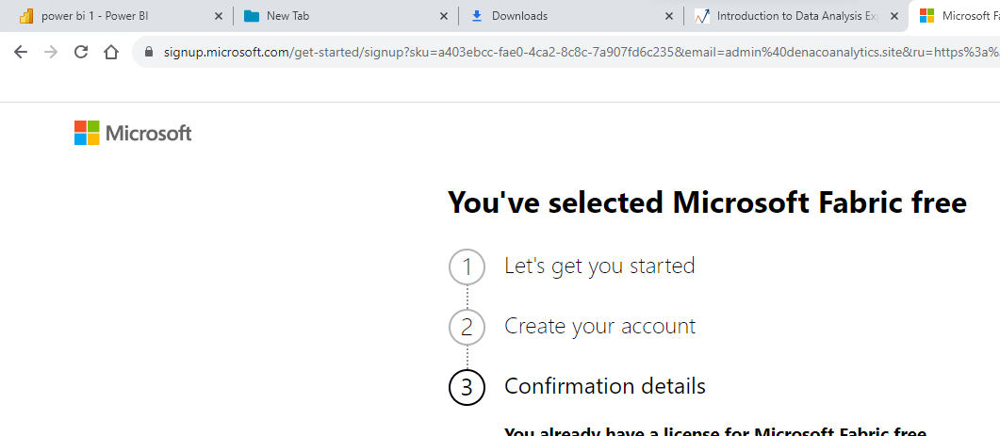 power bi 1 - Power BI
New Tab
Downloads
Introduction to Data Analysis Ex
Microsoft Fa
signup.microsoft.com/get-started/signup?sku=a403ebcc-fae0-4ca2-8c8c-7a907fd6c235&email=admin%40denacoanalytics.site&ru=https%3a%
Microsoft
You've selected Microsoft Fabric free
1 Let's get you started
2 Create your account
3 Confirmation details
You already have a license for Microsoft Fabric free